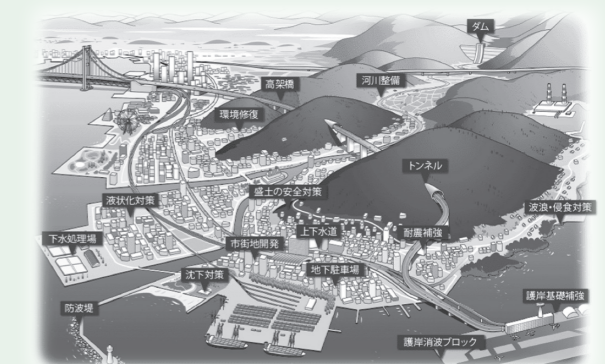 ダム
高架橋
河川整備
環境修復
トンネル
盛土の安全対策
液状化対策
波浪・侵食対策
上下水道
耐震補強
下水処理場
市街地開発
沈下対策
地下駐車場
護岸基礎補強
防波堤
護岸消波ブロック